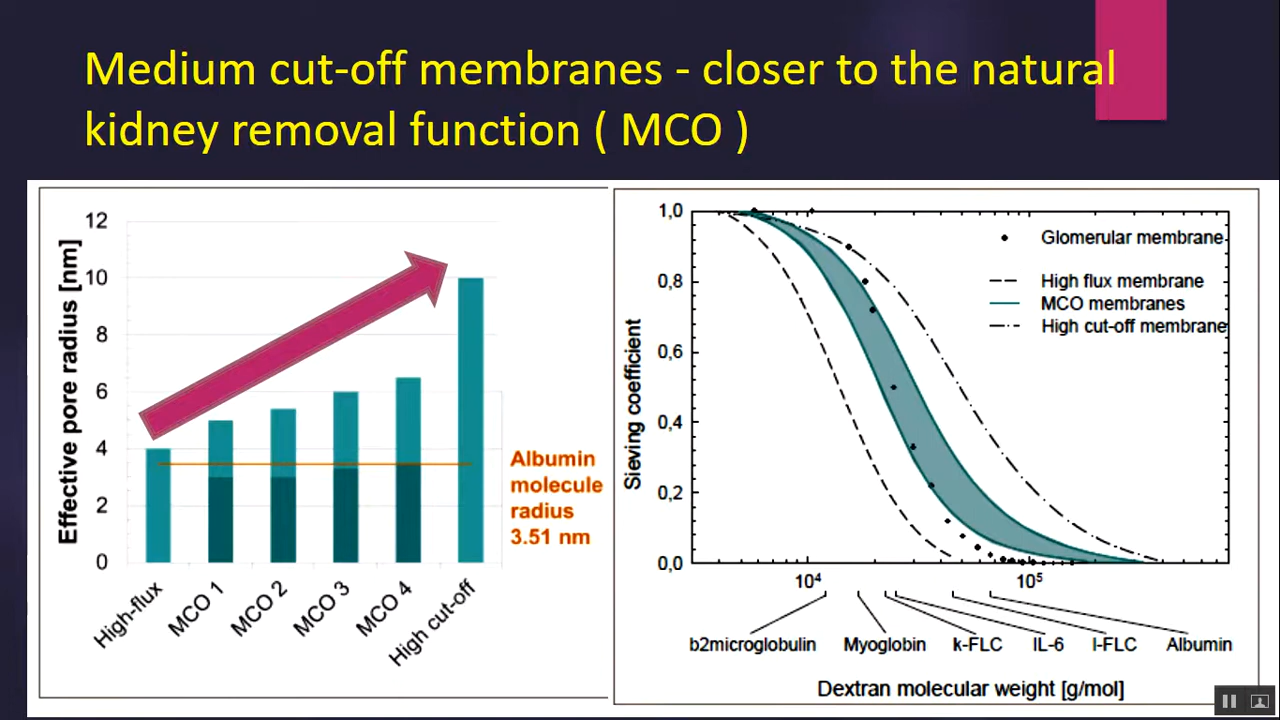 Medium cut-off membranes - closer to the natural
kidney removal function ( MCO )
Effective pore radius [nm]
12
10
8
6
4
2
0
High-flux
MCO 1
MCO 2
MCO 3
MCO 4
High cut-off
Albumin
molecule
radius
3.51 nm
Sieving coefficient
1,0
0,8
0,6
0,4
0,2
0,0
Glomerular membrane
High flux membrane
MCO membranes
High cut-off membrane
10⁴
10⁵
b2microglobulin
Myoglobin
k-FLC
IL-6
l-FLC
Albumin
Dextran molecular weight [g/mol]